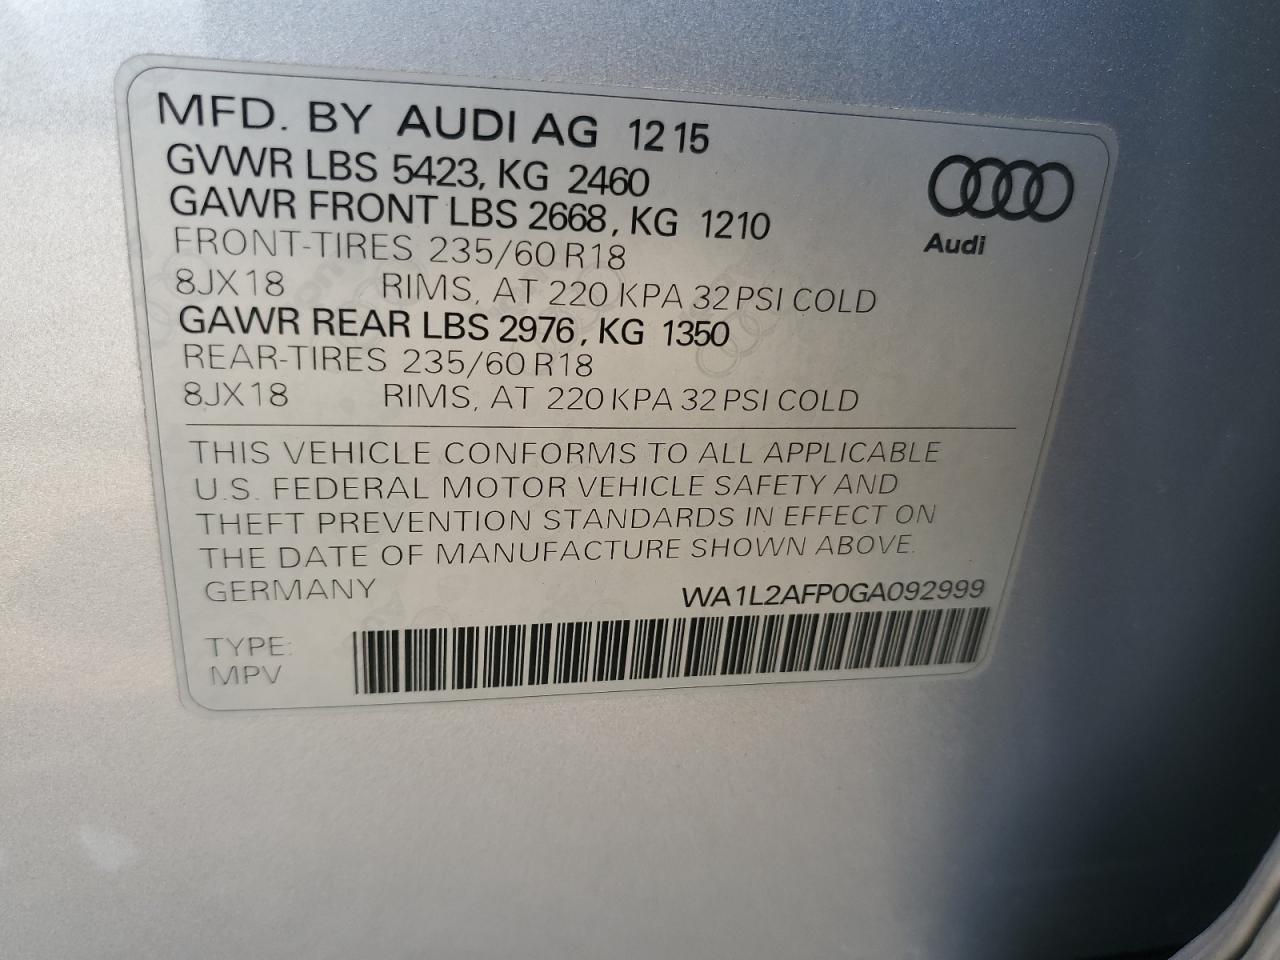 MFD. BY AUDI AG 12 15
GVWR LBS 5423, KG 2460
GAWR FRONT LBS 2668, KG 1210
FRONT-TIRES 235/60 R18
8JX18 RIMS, AT 220 KPA 32 PSI COLD
GAWR REAR LBS 2976, KG 1350
REAR-TIRES 235/60 R18
8JX18 RIMS, AT 220 KPA 32 PSI COLD
Audi
THIS VEHICLE CONFORMS TO ALL APPLICABLE
U.S. FEDERAL MOTOR VEHICLE SAFETY AND
THEFT PREVENTION STANDARDS IN EFFECT ON
THE DATE OF MANUFACTURE SHOWN ABOVE.
GERMANY WA1L2AFP0GA092999
TYPE:
MPV